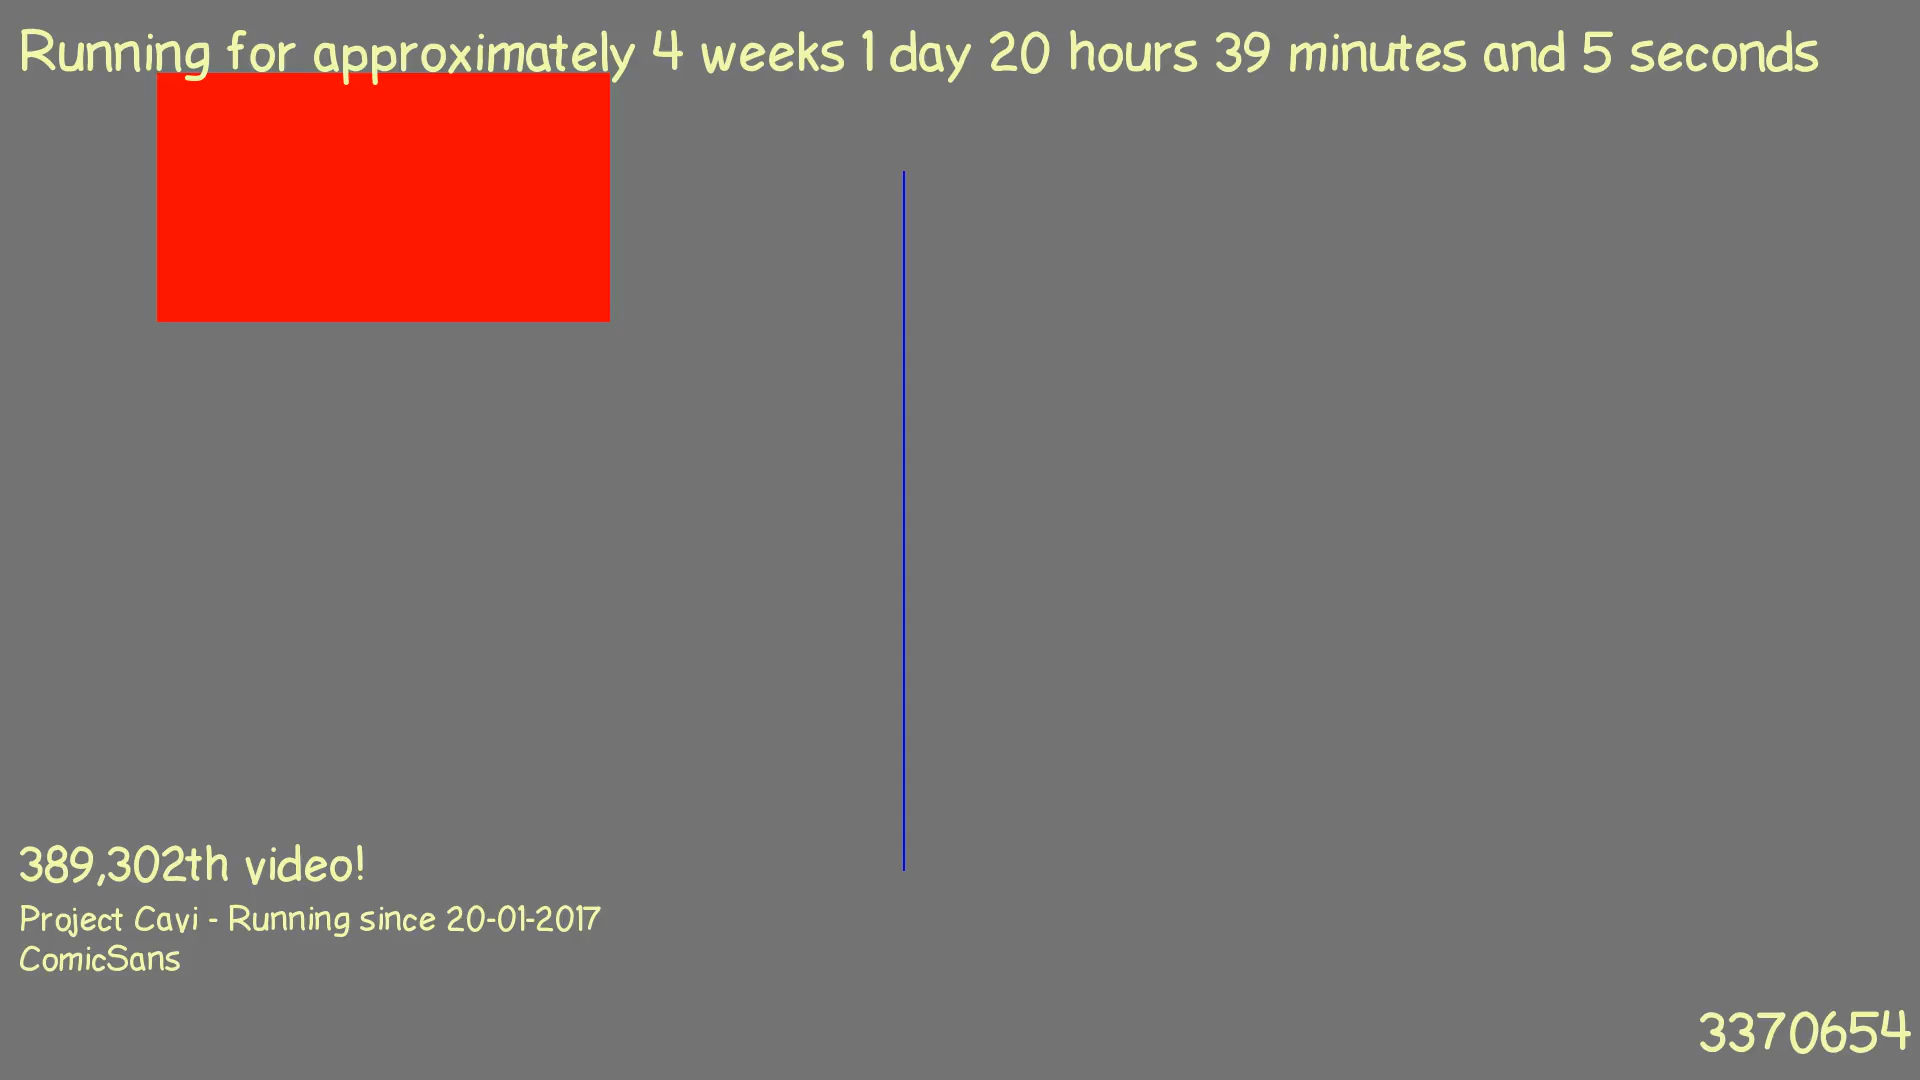 Running for approximately 4 weeks 1 day 20 hours 39 minutes and 5 seconds
389,302th video!
Project Cavi - Running since 20-01-2017
ComicSans
3370654